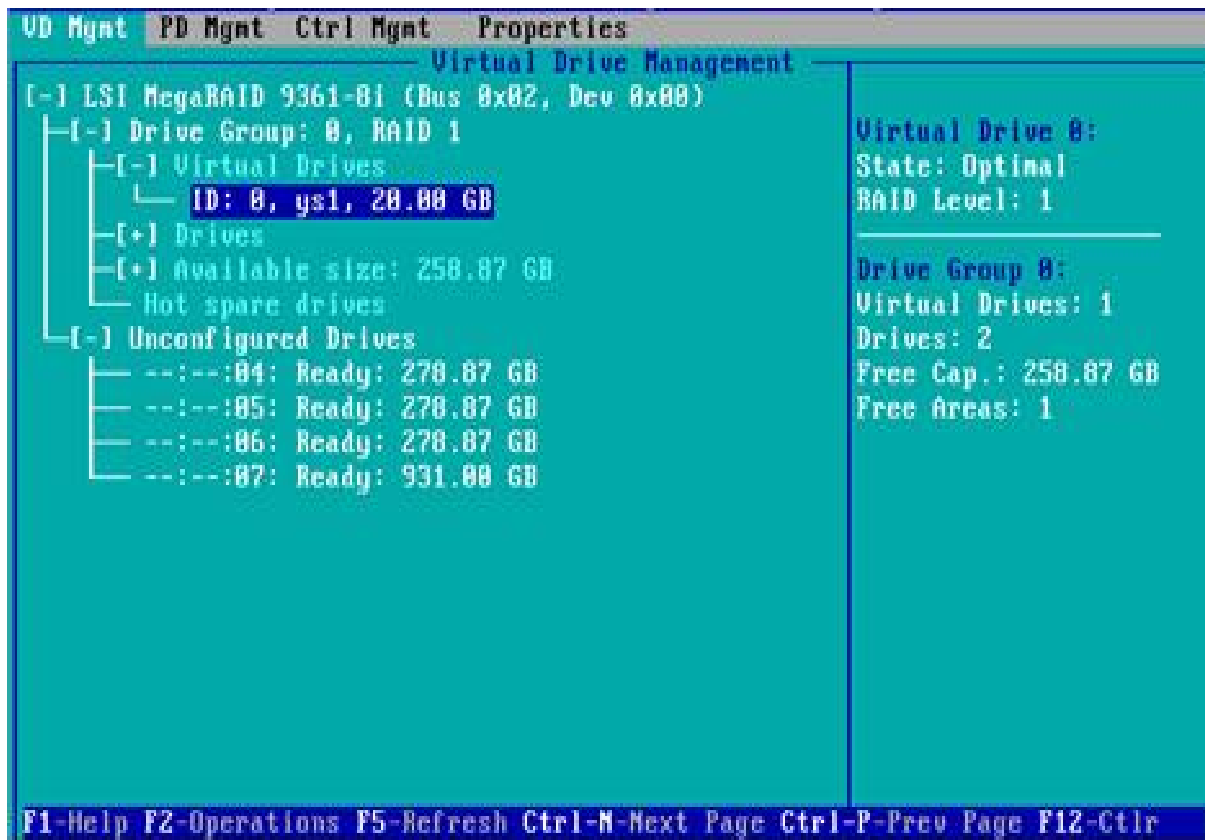 VD Mgmt PD Mgmt Ctrl Mgmt Properties
Virtual Drive Management
[-] LSI MegaRAID 9361-8i (Bus 0x02, Dev 0x00)
[-] Drive Group: 0, RAID 1
[-] Virtual Drives
ID: 0, ys1, 20.00 GB
[+] Drives
[+] Available size: 258.87 GB
Hot spare drives
[-] Unconfigured Drives
--:--:04: Ready: 278.87 GB
--:--:05: Ready: 278.87 GB
--:--:06: Ready: 278.87 GB
--:--:07: Ready: 931.00 GB
Virtual Drive 0:
State: Optimal
RAID Level: 1
Drive Group 0:
Virtual Drives: 1
Drives: 2
Free Cap.: 258.87 GB
Free Areas: 1
F1-Help F2-Operations F5-Refresh Ctrl-N-Next Page Ctrl-P-Prev Page F12-Ctlr